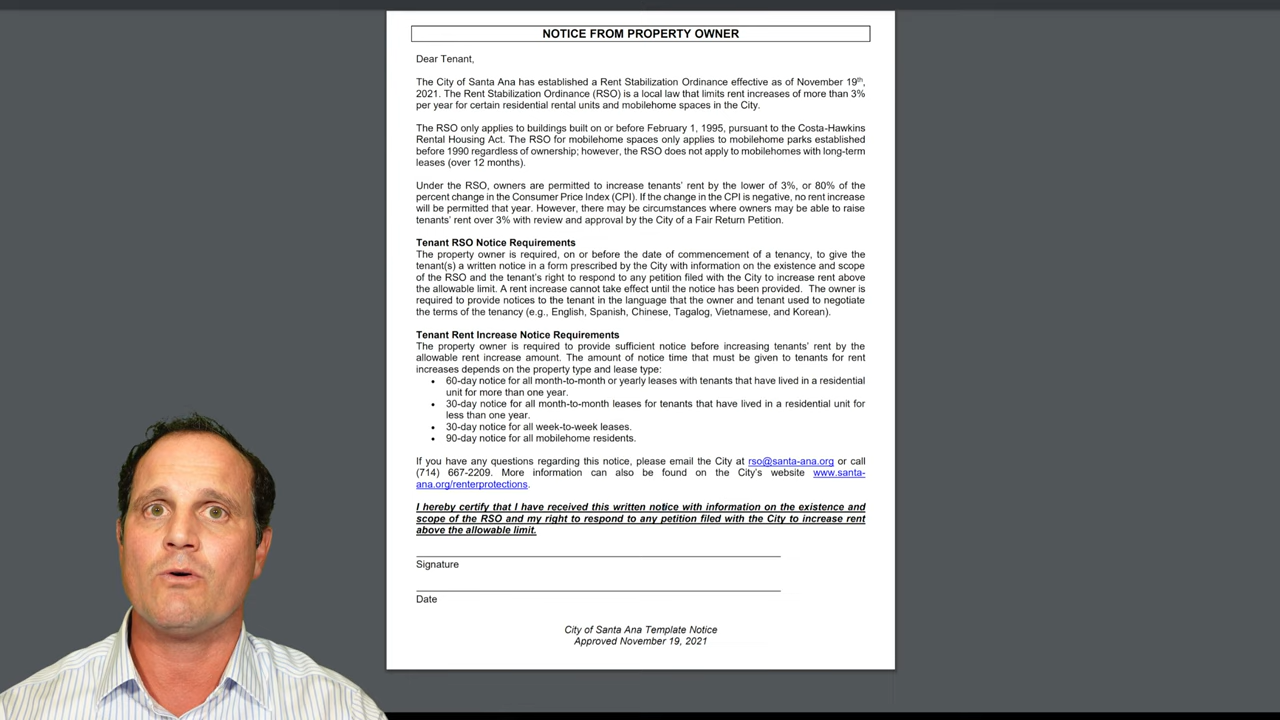 NOTICE FROM PROPERTY OWNER
Dear Tenant,
The City of Santa Ana has established a Rent Stabilization Ordinance effective as of November 19th,
2021. The Rent Stabilization Ordinance (RSO) is a local law that limits rent increases of more than 3%
per year for certain residential rental units and mobilehome spaces in the City.
The RSO only applies to buildings built on or before February 1, 1995, pursuant to the Costa-Hawkins
Rental Housing Act. The RSO for mobilehome spaces only applies to mobilehome parks established
before 1990 regardless of ownership; however, the RSO does not apply to mobilehomes with long-term
leases (over 12 months).
Under the RSO, owners are permitted to increase tenants' rent by the lower of 3%, or 80% of the
percent change in the Consumer Price Index (CPI). If the change in the CPI is negative, no rent increase
will be permitted that year. However, there may be circumstances where owners may be able to raise
tenants' rent over 3% with review and approval by the City of a Fair Return Petition.
Tenant RSO Notice Requirements
The property owner is required, on or before the date of commencement of a tenancy, to give the
tenant(s) a written notice in a form prescribed by the City with information on the existence and scope
of the RSO and the tenant's right to respond to any petition filed with the City to increase rent above
the allowable limit. A rent increase cannot take effect until the notice has been provided. The owner is
required to provide notices to the tenant in the language that the owner and tenant used to negotiate
the terms of the tenancy (e.g., English, Spanish, Chinese, Tagalog, Vietnamese, and Korean).
Tenant Rent Increase Notice Requirements
The property owner is required to provide sufficient notice before increasing tenants' rent by the
allowable rent increase amount. The amount of notice time that must be given to tenants for rent
increases depends on the property type and lease type:
• 60-day notice for all month-to-month or yearly leases with tenants that have lived in a residential
unit for more than one year.
• 30-day notice for all month-to-month leases for tenants that have lived in a residential unit for
less than one year.
• 30-day notice for all week-to-week leases.
• 90-day notice for all mobilehome residents.
If you have any questions regarding this notice, please email the City at rso@santa-ana.org or call
(714) 667-2209. More information can also be found on the City's website www.santa-
ana.org/renterprotections.
I hereby certify that I have received this written notice with information on the existence and
scope of the RSO and my right to respond to any petition filed with the City to increase rent
above the allowable limit.
Signature
Date
City of Santa Ana Template Notice
Approved November 19, 2021